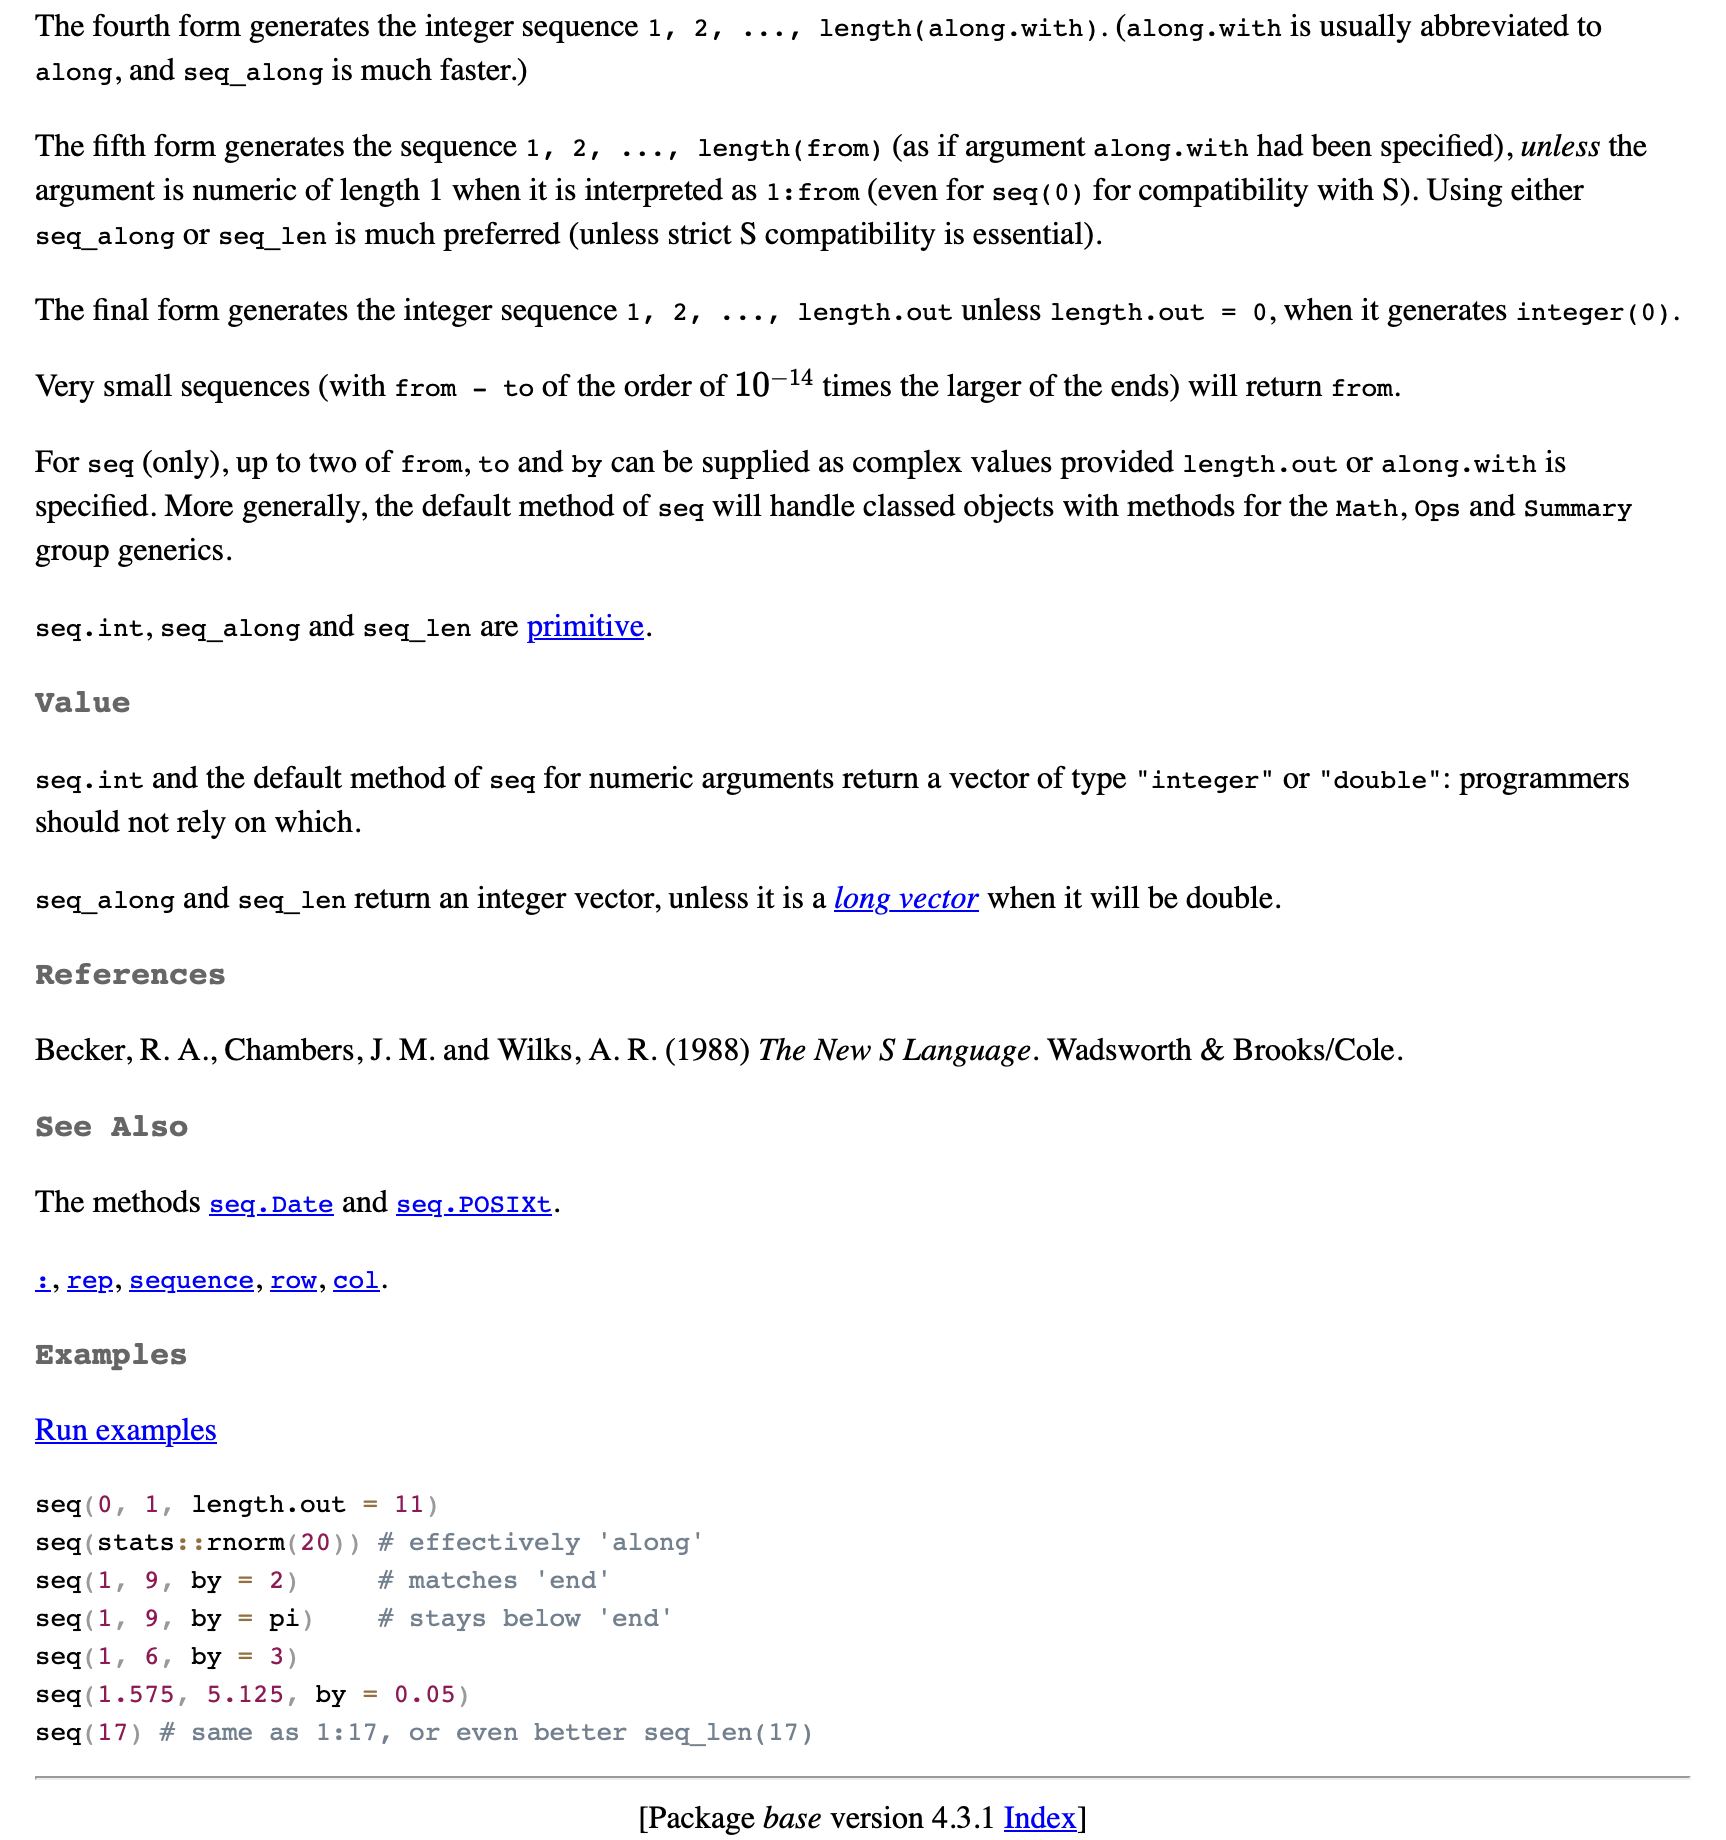 The fourth form generates the integer sequence 1, 2, ..., length(along.with). (along.with is usually abbreviated to
along, and seq_along is much faster.)
The fifth form generates the sequence 1, 2, ..., length(from) (as if argument along.with had been specified), unless the
argument is numeric of length 1 when it is interpreted as 1:from (even for seq(0) for compatibility with S). Using either
seq_along or seq_len is much preferred (unless strict S compatibility is essential).
The final form generates the integer sequence 1, 2, ..., length.out unless length.out = 0, when it generates integer(0).
Very small sequences (with from - to of the order of 10⁻¹⁴ times the larger of the ends) will return from.
For seq (only), up to two of from, to and by can be supplied as complex values provided length.out or along.with is
specified. More generally, the default method of seq will handle classed objects with methods for the Math, Ops and Summary
group generics.
seq.int, seq_along and seq_len are primitive.
Value
seq.int and the default method of seq for numeric arguments return a vector of type "integer" or "double": programmers
should not rely on which.
seq_along and seq_len return an integer vector, unless it is a long vector when it will be double.
References
Becker, R. A., Chambers, J. M. and Wilks, A. R. (1988) The New S Language. Wadsworth & Brooks/Cole.
See Also
The methods seq.Date and seq.POSIXt.
:, rep, sequence, row, col.
Examples
Run examples
seq(0, 1, length.out = 11)
seq(stats::rnorm(20)) # effectively 'along'
seq(1, 9, by = 2)     # matches 'end'
seq(1, 9, by = pi)    # stays below 'end'
seq(1, 6, by = 3)
seq(1.575, 5.125, by = 0.05)
seq(17) # same as 1:17, or even better seq_len(17)
[Package base version 4.3.1 Index]